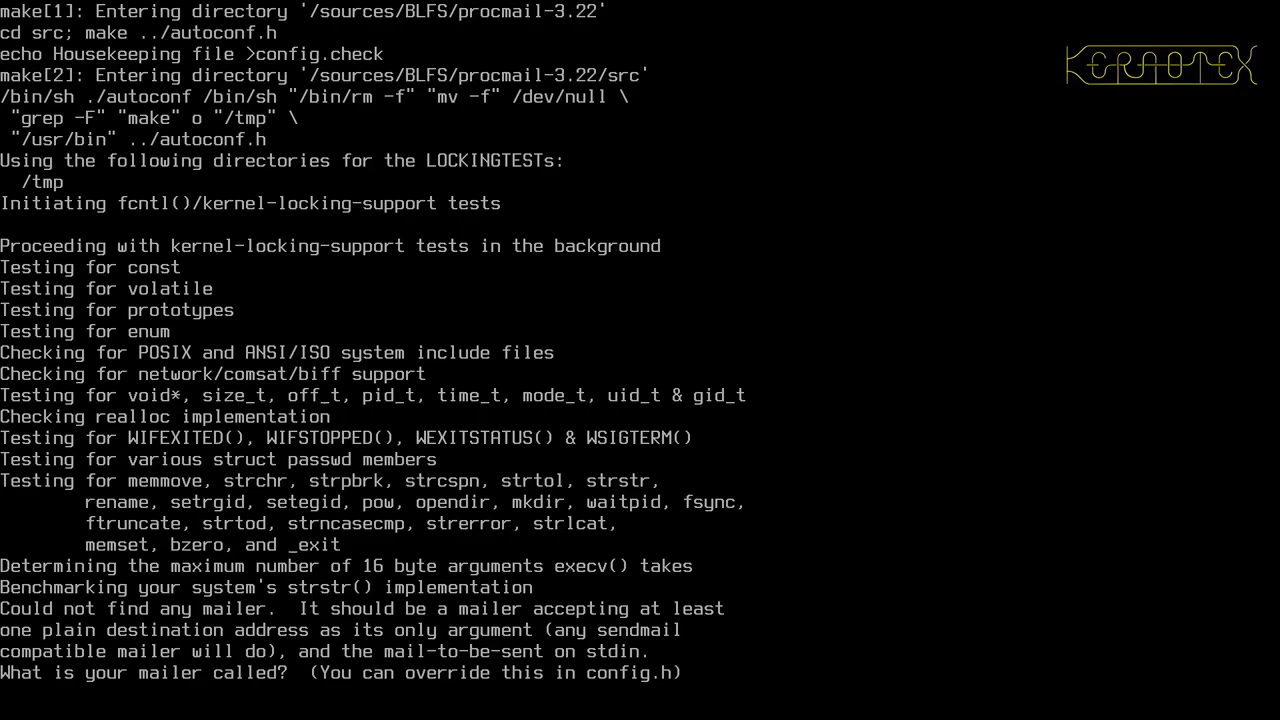 make[1]: Entering directory '/sources/BLFS/procmail-3.22'
cd src; make ../autoconf.h
echo Housekeeping file >config.check
make[2]: Entering directory '/sources/BLFS/procmail-3.22/src'
/bin/sh ./autoconf /bin/sh "/bin/rm -f" "mv -f" /dev/null \
 "grep -F" "make" o "/tmp" \
 "/usr/bin" ../autoconf.h
Using the following directories for the LOCKINGTESTs:
  /tmp
Initiating fcntl()/kernel-locking-support tests
Proceeding with kernel-locking-support tests in the background
Testing for const
Testing for volatile
Testing for prototypes
Testing for enum
Checking for POSIX and ANSI/ISO system include files
Checking for network/comsat/biff support
Testing for void*, size_t, off_t, pid_t, time_t, mode_t, uid_t & gid_t
Checking realloc implementation
Testing for WIFEXITED(), WIFSTOPPED(), WEXITSTATUS() & WSIGTERM()
Testing for various struct passwd members
Testing for memmove, strchr, strpbrk, strcspn, strtol, strstr,
        rename, setrgid, setegid, pow, opendir, mkdir, waitpid, fsync,
        ftruncate, strtod, strncasecmp, strerror, strlcat,
        memset, bzero, and _exit
Determining the maximum number of 16 byte arguments execv() takes
Benchmarking your system's strstr() implementation
Could not find any mailer.  It should be a mailer accepting at least
one plain destination address as its only argument (any sendmail
compatible mailer will do), and the mail-to-be-sent on stdin.
What is your mailer called?  (You can override this in config.h)
KERNOTEX